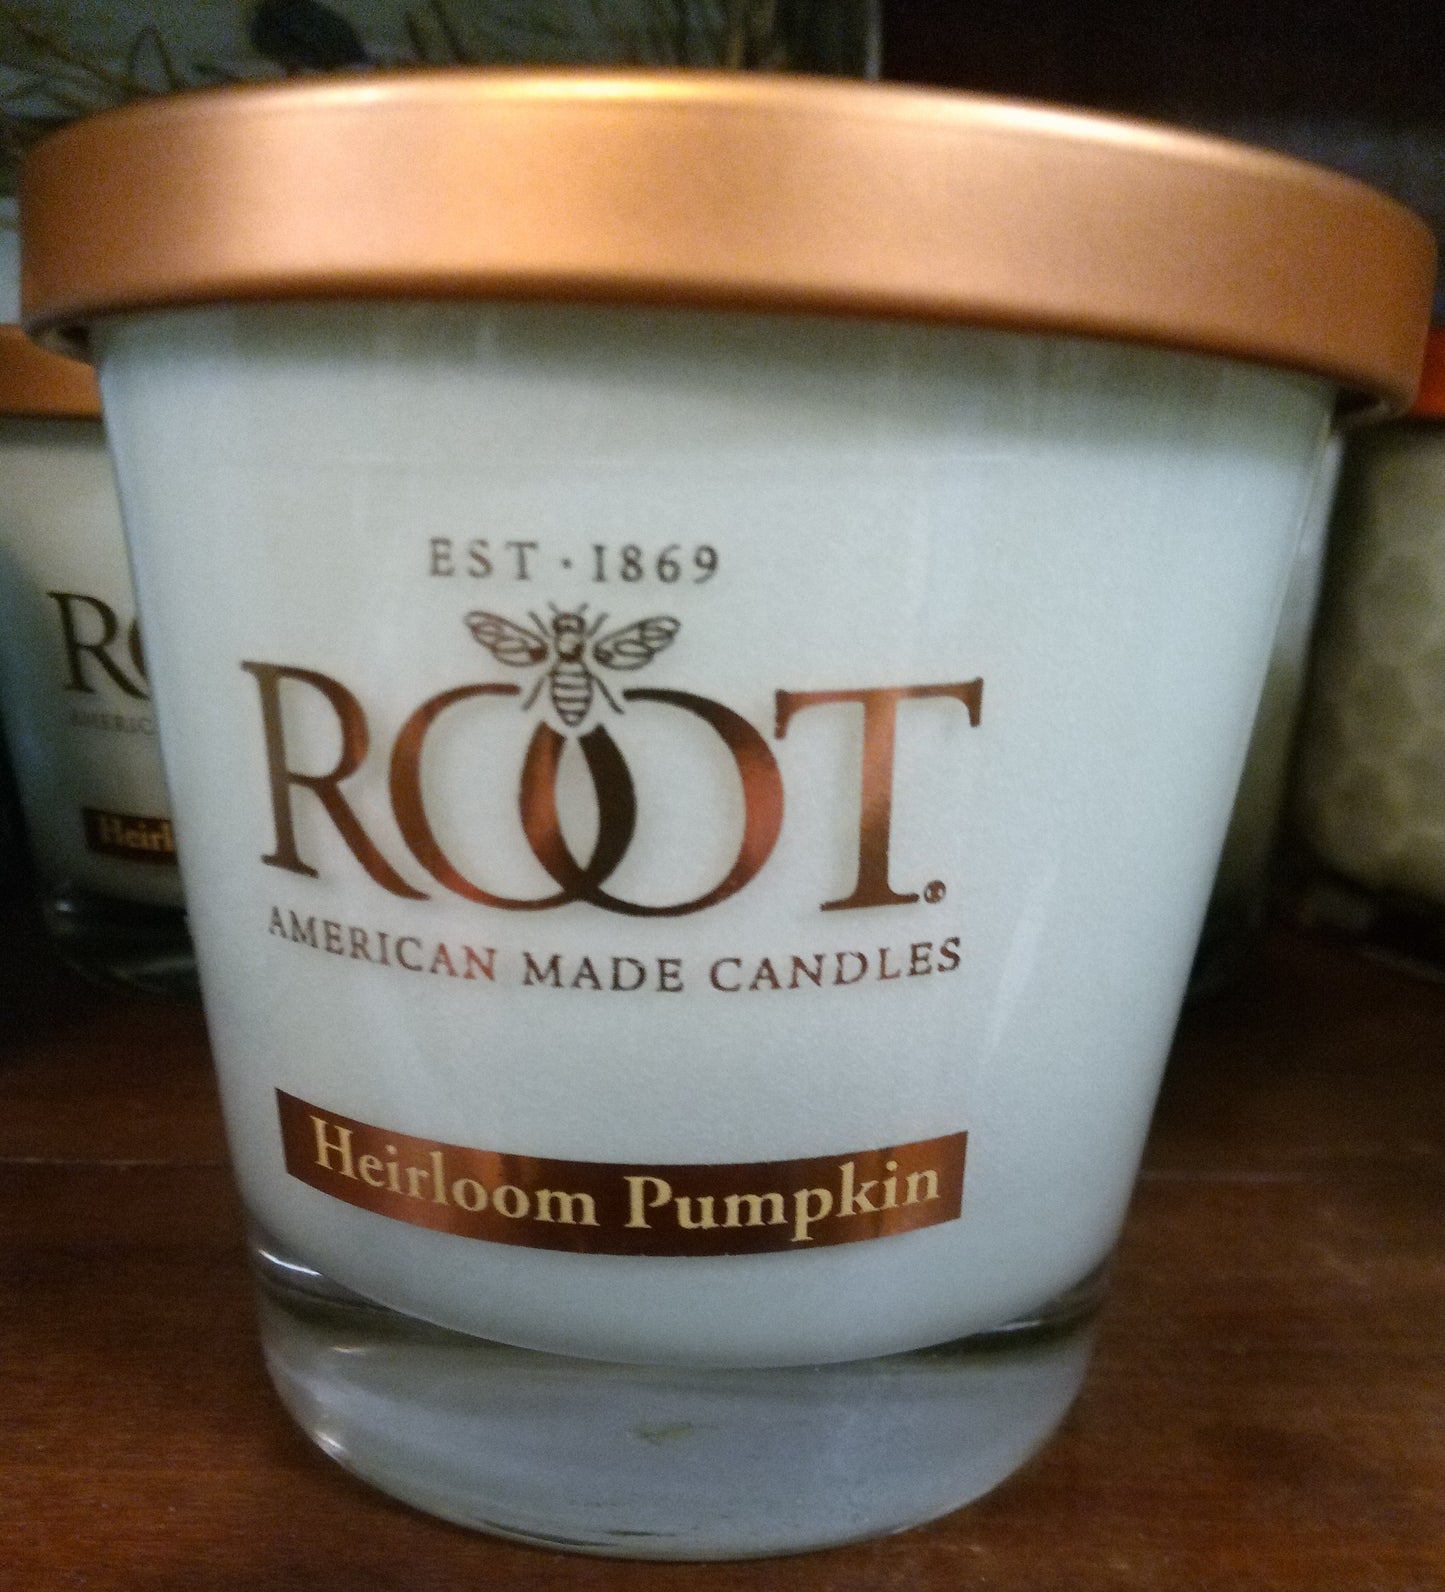 EST · 1869
ROOT
AMERICAN MADE CANDLES
Heirloom Pumpkin